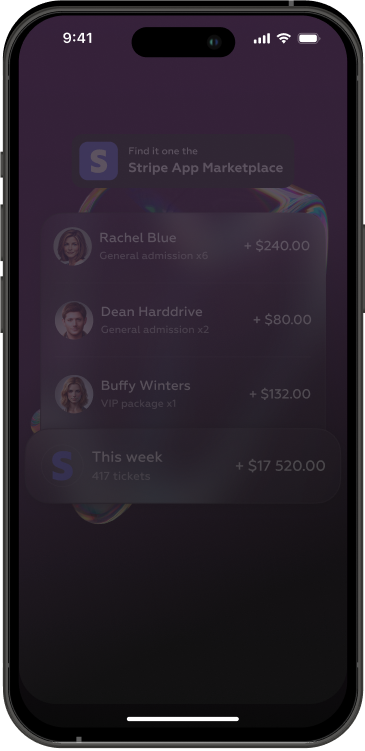 9:41
Find it one the
Stripe App Marketplace
Rachel Blue
General admission x6
+ $240.00
Dean Harddrive
General admission x2
+ $80.00
Buffy Winters
VIP package x1
+ $132.00
This week
417 tickets
+ $17 520.00